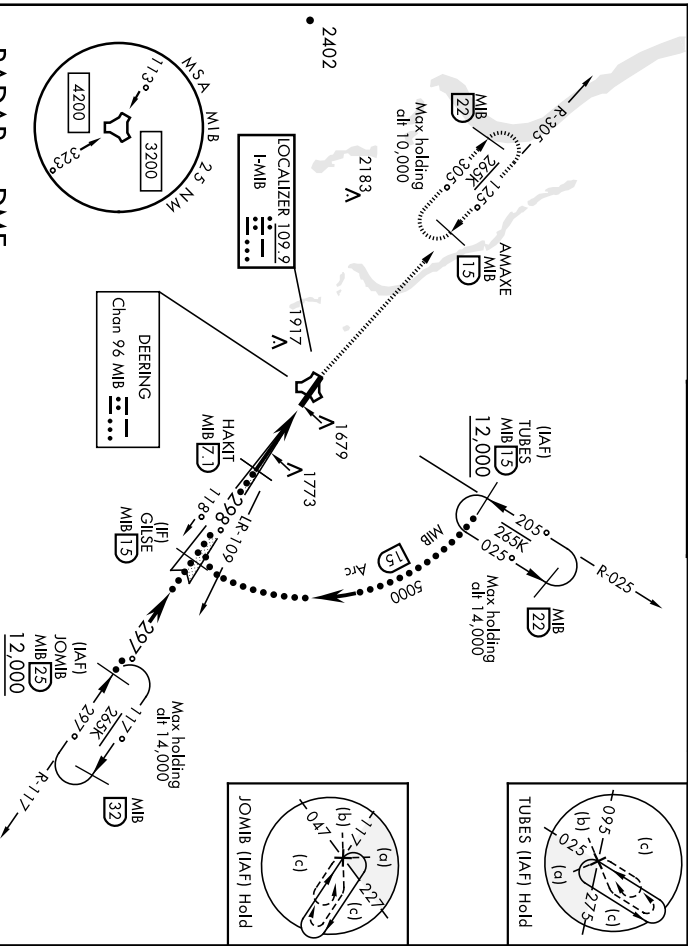 2402
MSA MIB 25 NM
113°
4200
3200
323°
RADAR DME
R-305
MIB
22
Max holding
alt 10,000
265K
305°
125°
AMAXE
MIB
15
2183
LOCALIZER 109.9
I-MIB
1917
DEERING
Chan 96 MIB
1679
1773
HAKIT
MIB 7.1
118°
298°
LR-109
(IF)
GILSE
MIB 15
(IAF)
TUBES
MIB 15
12,000
205°
265K
025°
R-025
MIB
22
Max holding
alt 14,000
MIB
15
Arc
5000
297°
(IAF)
JOMIB
MIB 25
12,000
Max holding
alt 14,000
117°
265K
297°
R-117
MIB
32
JOMIB (IAF) Hold
(b)
117
(a)
047
(c)
227
(c)
TUBES (IAF) Hold
(c)
095
(b)
025
(a)
275
(c)